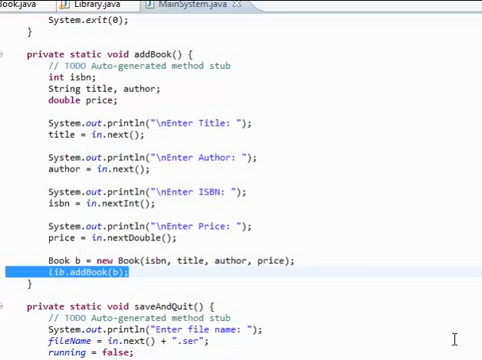 Book.java
Library.java
MainSystem.java
System.exit(0);
}
private static void addBook() {
// TODO Auto-generated method stub
int isbn;
String title, author;
double price;
System.out.println("\nEnter Title: ");
title = in.next();
System.out.println("\nEnter Author: ");
author = in.next();
System.out.println("\nEnter ISBN: ");
isbn = in.nextInt();
System.out.println("\nEnter Price: ");
price = in.nextDouble();
Book b = new Book(isbn, title, author, price);
lib.addBook(b);
}
private static void saveAndQuit() {
// TODO Auto-generated method stub
System.out.println("Enter file name: ");
fileName = in.next() + ".ser";
running = false;